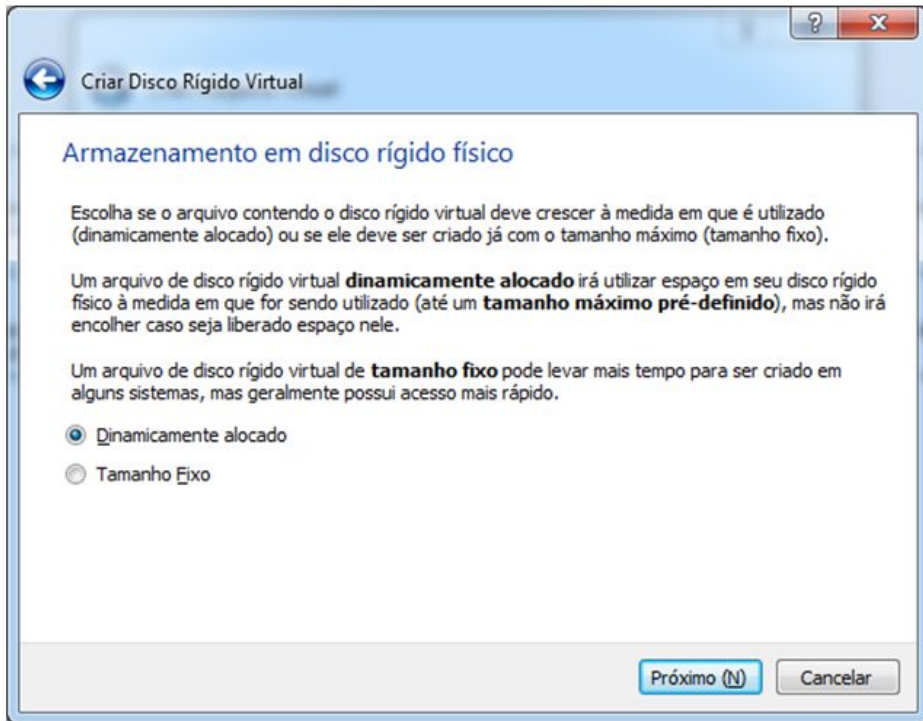 ?
Criar Disco Rígido Virtual
Armazenamento em disco rígido físico
Escolha se o arquivo contendo o disco rígido virtual deve crescer à medida em que é utilizado
(dinamicamente alocado) ou se ele deve ser criado já com o tamanho máximo (tamanho fixo).
Um arquivo de disco rígido virtual dinamicamente alocado irá utilizar espaço em seu disco rígido
físico à medida em que for sendo utilizado (até um tamanho máximo pré-definido), mas não irá
encolher caso seja liberado espaço nele.
Um arquivo de disco rígido virtual de tamanho fixo pode levar mais tempo para ser criado em
alguns sistemas, mas geralmente possui acesso mais rápido.
Dinamicamente alocado
Tamanho Fixo
Próximo (N)
Cancelar